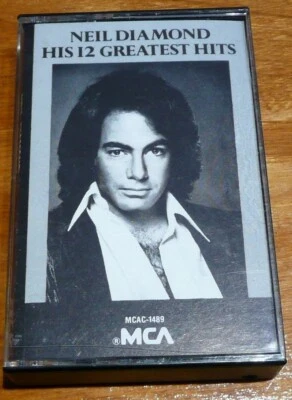 NEIL DIAMOND
HIS 12 GREATEST HITS
MCAC-1489
®MCA